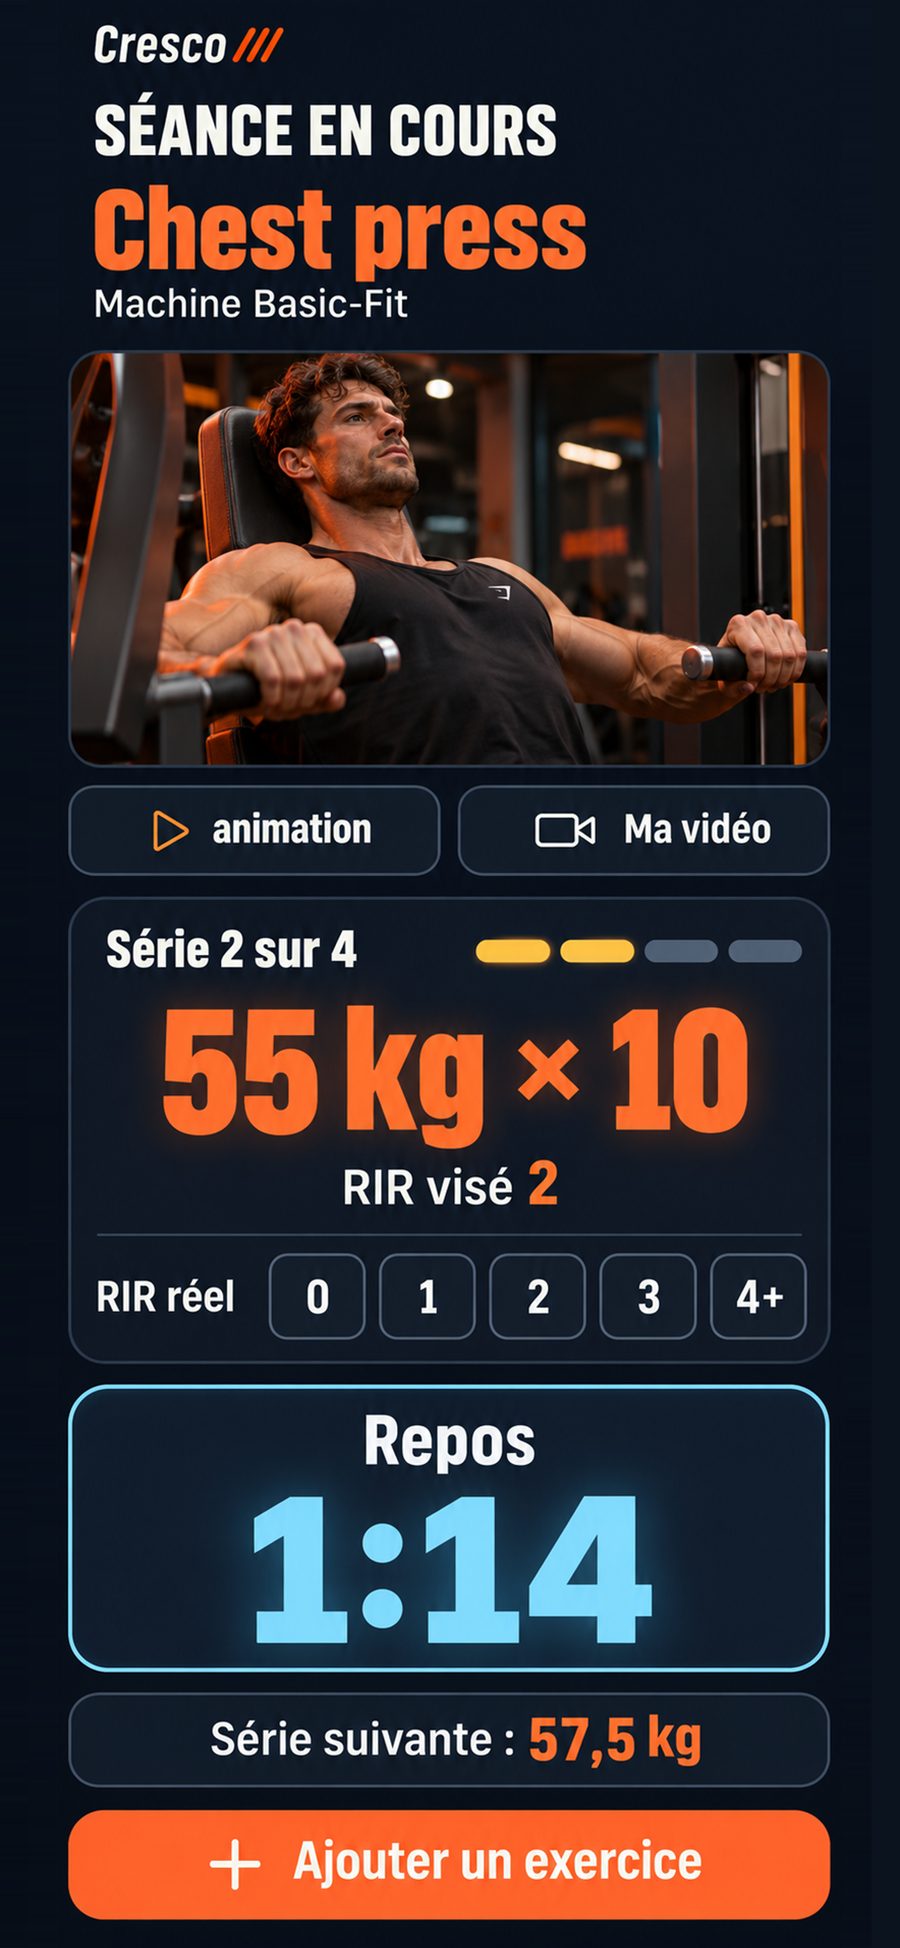 Cresco
SÉANCE EN COURS
Chest press
Machine Basic-Fit
animation
Ma vidéo
Série 2 sur 4
55 kg × 10
RIR visé 2
RIR réel 0 1 2 3 4+
Repos
1:14
Série suivante : 57,5 kg
+ Ajouter un exercice